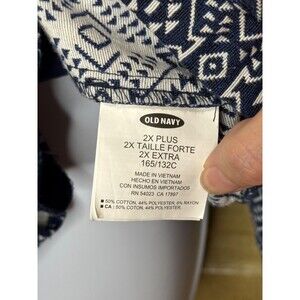 OLD NAVY
2X PLUS
2X TAILLE FORTE
2X EXTRA
165/132C
MADE IN VIETNAM
HECHO EN VIETNAM
CON INSUMOS IMPORTADOS
RN 54023 CA 17897
50% COTTON, 44% POLYESTER, 6% RAYON
CA : 50% COTTON, 44% POLYESTER,